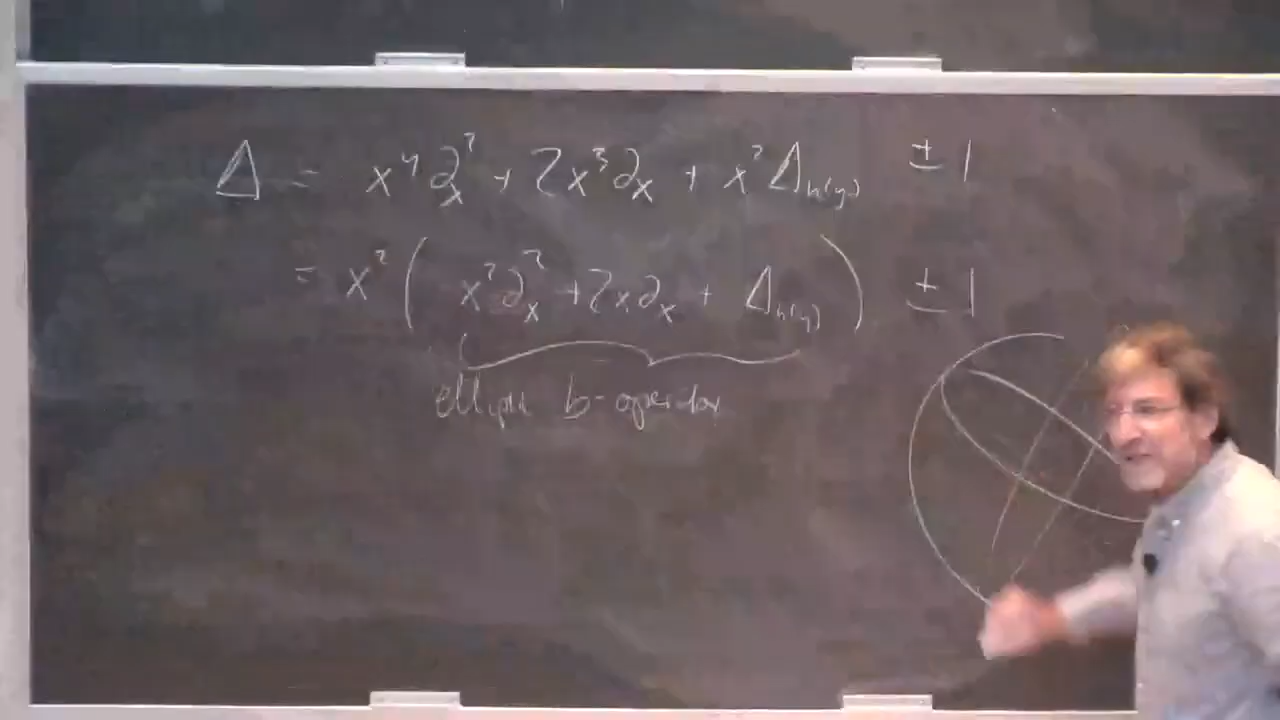 Δ = x⁴∂ₓ² + 2x³∂ₓ + x²Δ_{h(y)} ± 1
= x² ( x²∂ₓ² + 2x∂ₓ + Δ_{h(y)} ) ± 1
elliptic b-operator